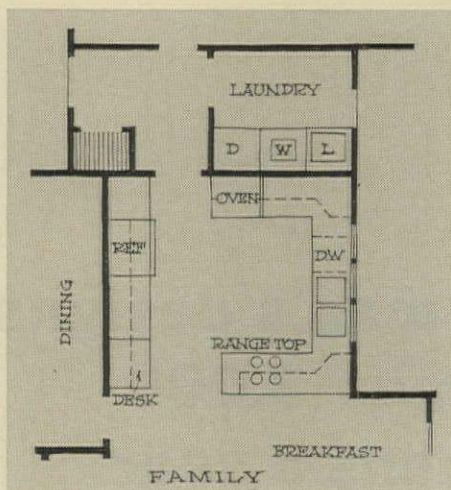 LAUNDRY
D W L
OVEN
REF
DW
DINING
RANGE TOP
DESK
BREAKFAST
FAMILY